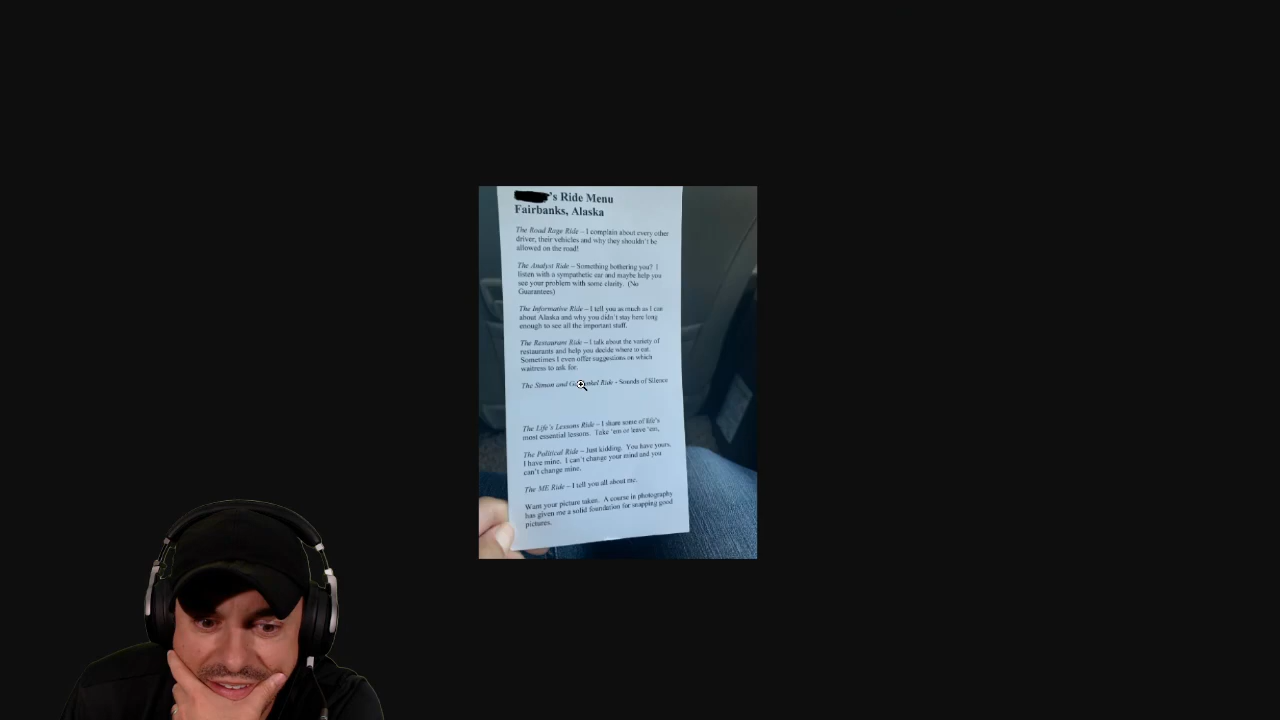 's Ride Menu
Fairbanks, Alaska
The Road Rage Ride – I complain about every other
driver, their vehicles and why they shouldn't be
allowed on the road!
The Analyst Ride – Something bothering you? I
listen with a sympathetic ear and maybe help you
see your problem with some clarity. (No
Guarantees)
The Informative Ride – I tell you as much as I can
about Alaska and why you didn't stay here long
enough to see all the important stuff.
The Restaurant Ride – I talk about the variety of
restaurants and help you decide where to eat.
Sometimes I even offer suggestions on which
waitress to ask for.
The Simon and Ride - Sounds of Silence
The Life's Lessons Ride – I share some of life's
most essential lessons. Take 'em or leave 'em,
The Political Ride – Just kidding. You have yours,
I have mine. I can't change your mind and you
can't change mine.
The ME Ride – I tell you all about me.
Want your picture taken. A course in photography
has given me a solid foundation for snapping good
pictures.